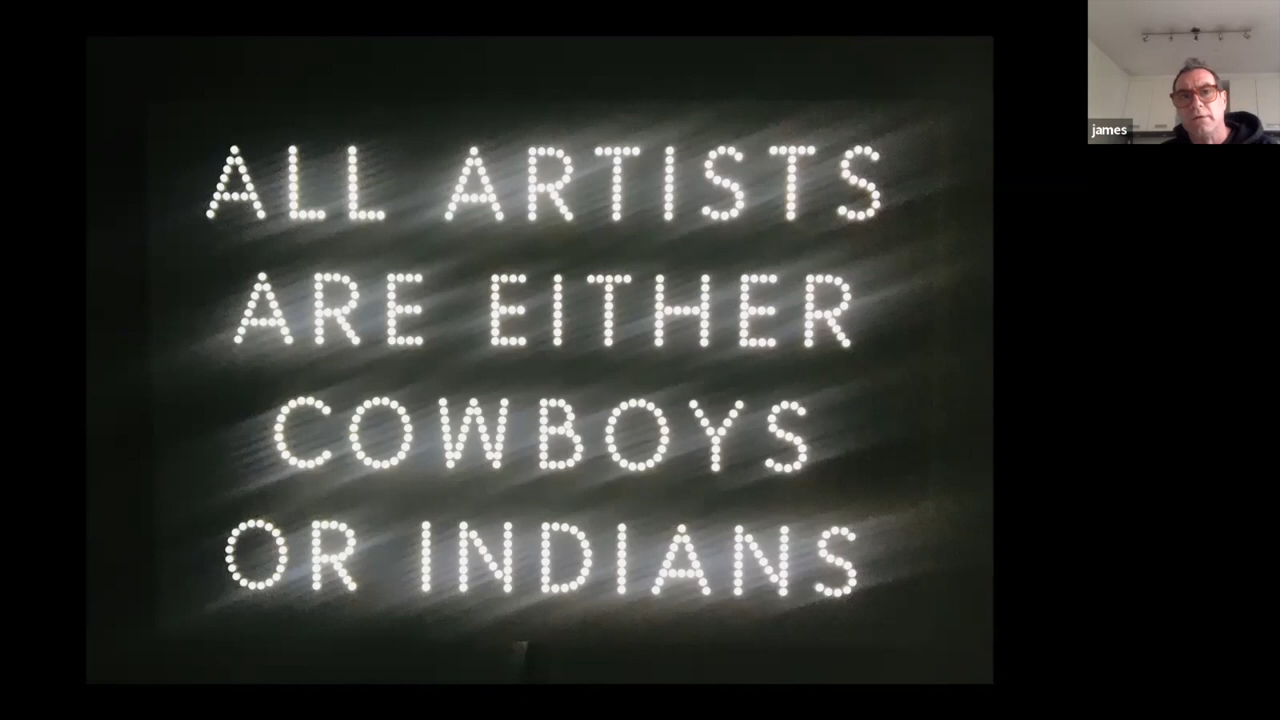 ALL ARTISTS
ARE EITHER
COWBOYS
OR INDIANS
james